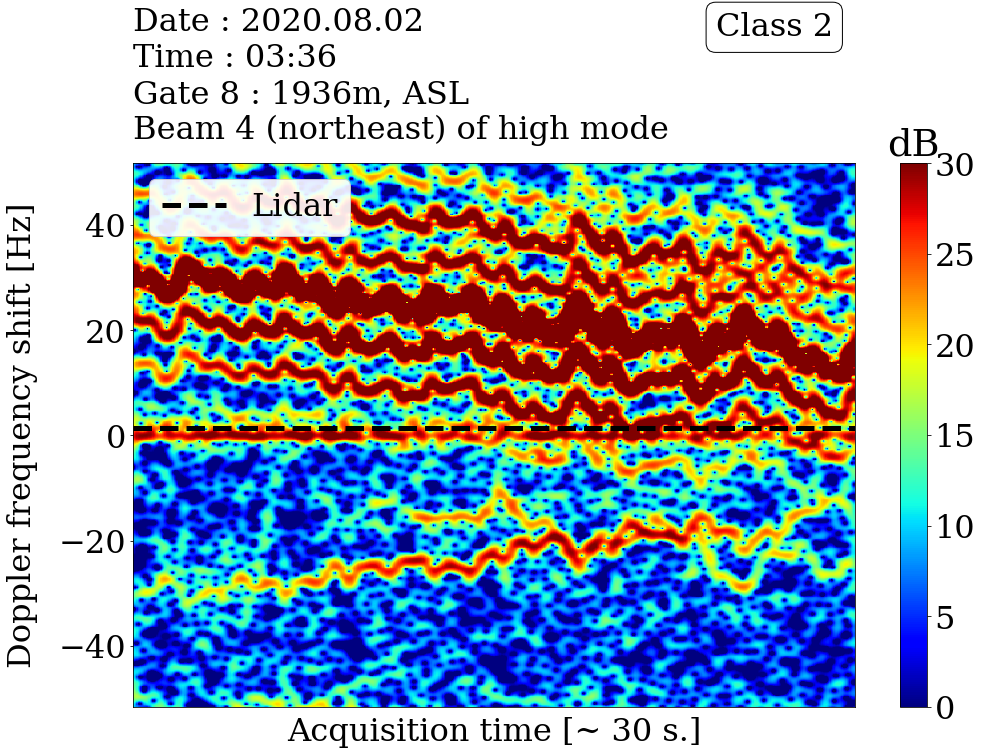 Date : 2020.08.02
Time : 03:36
Gate 8 : 1936m, ASL
Beam 4 (northeast) of high mode
Class 2
dB
Lidar
Doppler frequency shift [Hz]
40
20
0
−20
−40
30
25
20
15
10
5
0
Acquisition time [~ 30 s.]